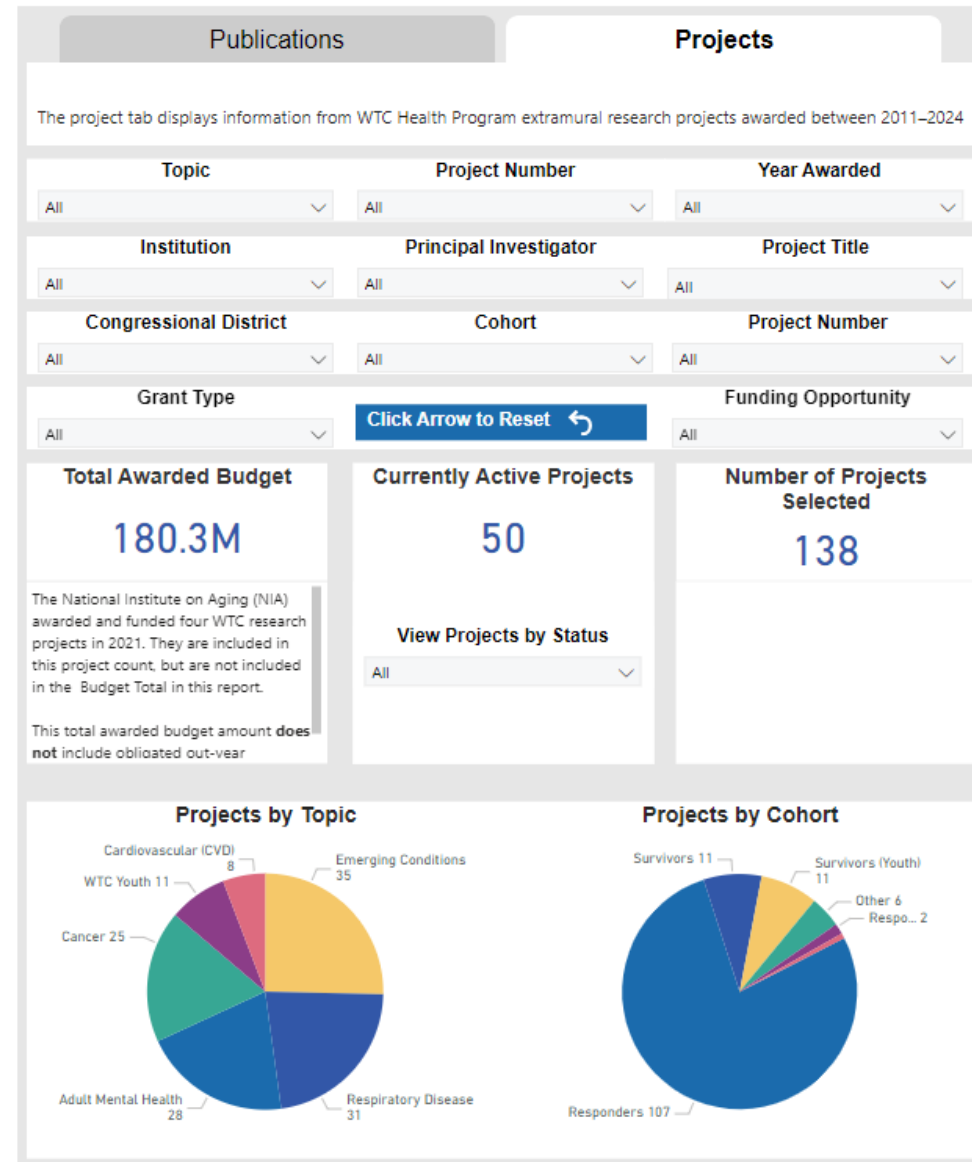 Publications
Projects
The project tab displays information from WTC Health Program extramural research projects awarded between 2011–2024
Topic
Project Number
Year Awarded
All
All
All
Institution
Principal Investigator
Project Title
All
All
All
Congressional District
Cohort
Project Number
All
All
All
Grant Type
Click Arrow to Reset
Funding Opportunity
All
All
Total Awarded Budget
180.3M
The National Institute on Aging (NIA)
awarded and funded four WTC research
projects in 2021. They are included in
this project count, but are not included
in the Budget Total in this report.
This total awarded budget amount does
not include obligated out-year
Currently Active Projects
50
View Projects by Status
All
Number of Projects
Selected
138
Projects by Topic
Cardiovascular (CVD)
8
Emerging Conditions
35
WTC Youth 11
Cancer 25
Adult Mental Health
28
Respiratory Disease
31
Projects by Cohort
Survivors 11
Survivors (Youth)
11
Other 6
Respo... 2
Responders 107